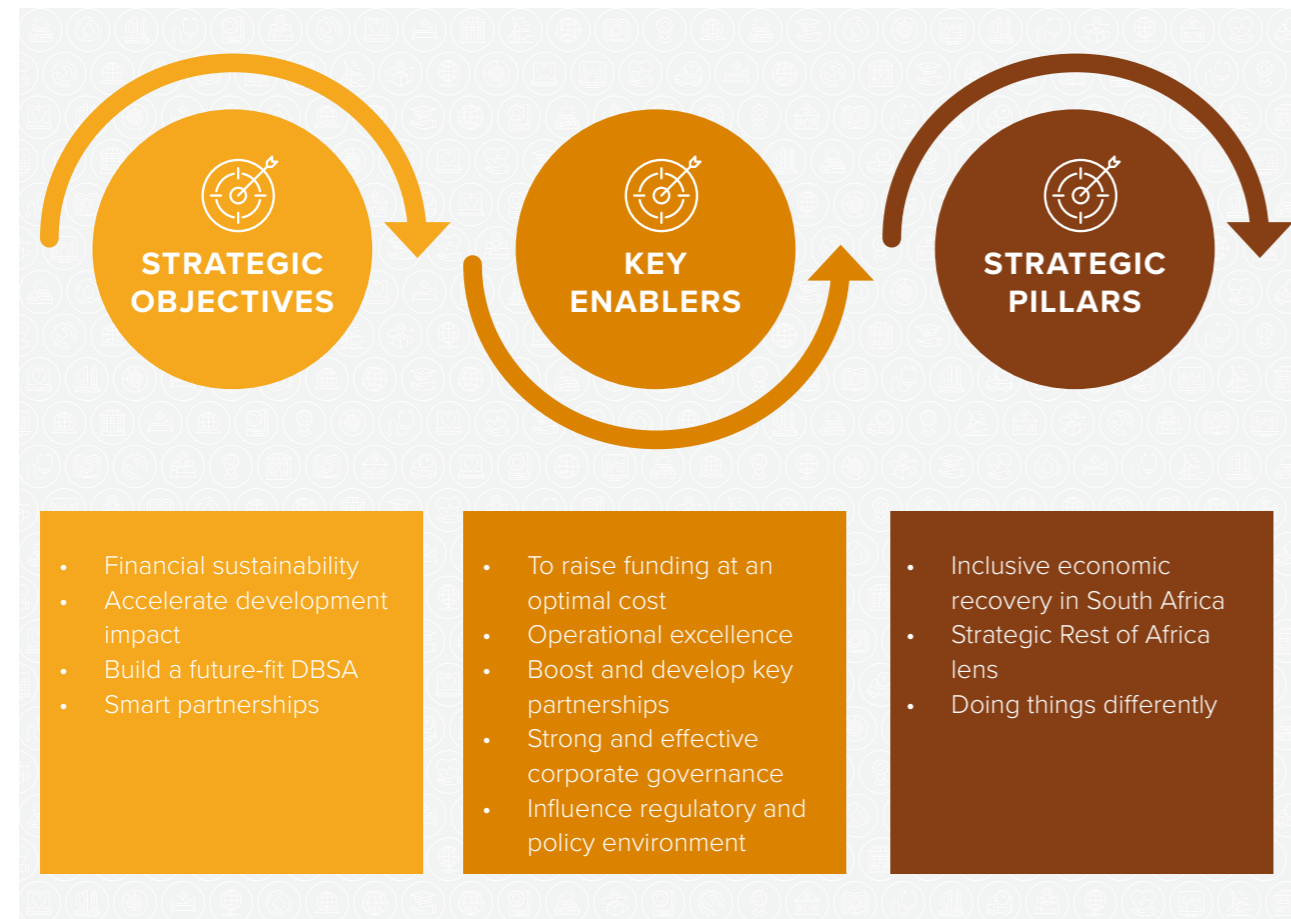 STRATEGIC
OBJECTIVES
KEY
ENABLERS
STRATEGIC
PILLARS
• Financial sustainability
• Accelerate development
impact
• Build a future-fit DBSA
• Smart partnerships
• To raise funding at an
optimal cost
• Operational excellence
• Boost and develop key
partnerships
• Strong and effective
corporate governance
• Influence regulatory and
policy environment
• Inclusive economic
recovery in South Africa
• Strategic Rest of Africa
lens
• Doing things differently